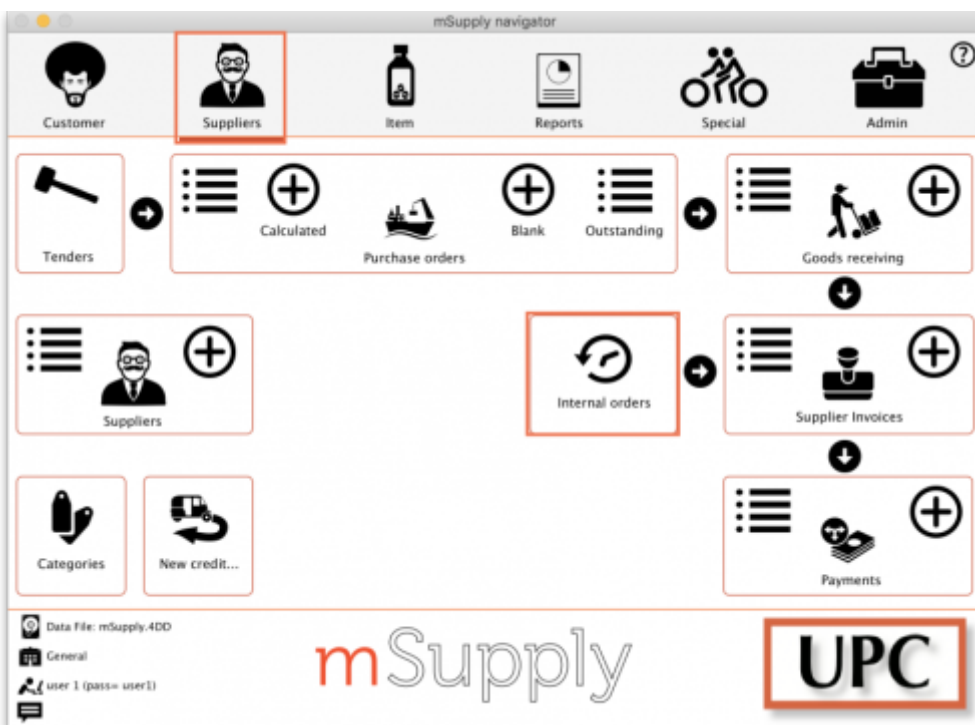 mSupply navigator
Customer
Suppliers
Item
Reports
Special
Admin
?
Tenders
Calculated
Purchase orders
Blank
Outstanding
Goods receiving
Suppliers
Internal orders
Supplier Invoices
Categories
New credit...
Payments
Data File: mSupply.4DD
General
user 1 (pass= user1)
mSupply
UPC